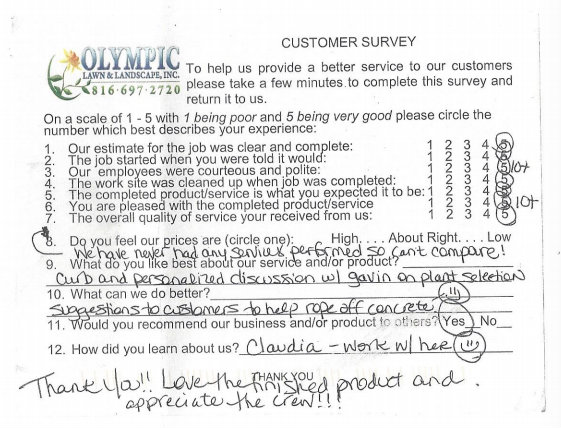 CUSTOMER SURVEY
OLYMPIC
LAWN & LANDSCAPE, INC.
816-697-2720
To help us provide a better service to our customers
please take a few minutes to complete this survey and
return it to us.
On a scale of 1 - 5 with 1 being poor and 5 being very good please circle the
number which best describes your experience:
1. Our estimate for the job was clear and complete: 1 2 3 4 5
2. The job started when you were told it would: 1 2 3 4 5
3. Our employees were courteous and polite: 1 2 3 4 5 10+
4. The work site was cleaned up when job was completed: 1 2 3 4 5
5. The completed product/service is what you expected it to be: 1 2 3 4 5
6. You are pleased with the completed product/service 1 2 3 4 5 10+
7. The overall quality of service your received from us: 1 2 3 4 5
8. Do you feel our prices are (circle one): High. . . . About Right. . . . Low
We have never had any services performed so can't compare!
9. What do you like best about our service and/or product?
Curb and personalized discussion w/ gavin on plant selection
10. What can we do better?
suggestions to customers to help rope off concrete
11. Would you recommend our business and/or product to others? Yes No
12. How did you learn about us? Claudia - work w/ her
THANK YOU
Thank Ya!! Love the finished product and
appreciate the crew!!!